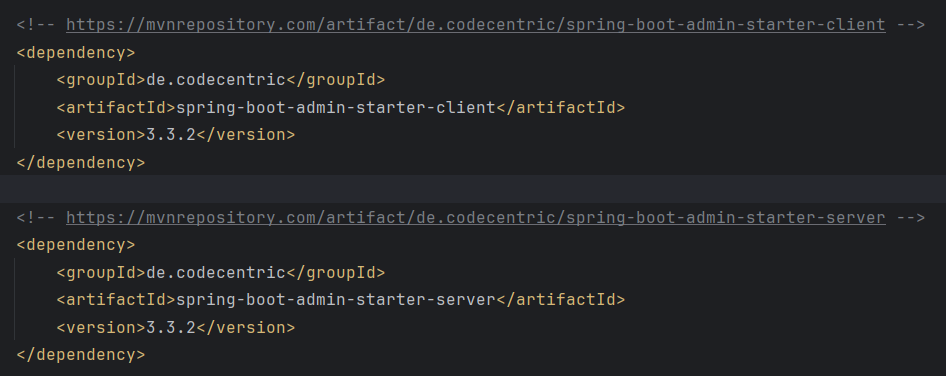 <!-- https://mvnrepository.com/artifact/de.codecentric/spring-boot-admin-starter-client -->
<dependency>
    <groupId>de.codecentric</groupId>
    <artifactId>spring-boot-admin-starter-client</artifactId>
    <version>3.3.2</version>
</dependency>
<!-- https://mvnrepository.com/artifact/de.codecentric/spring-boot-admin-starter-server -->
<dependency>
    <groupId>de.codecentric</groupId>
    <artifactId>spring-boot-admin-starter-server</artifactId>
    <version>3.3.2</version>
</dependency>